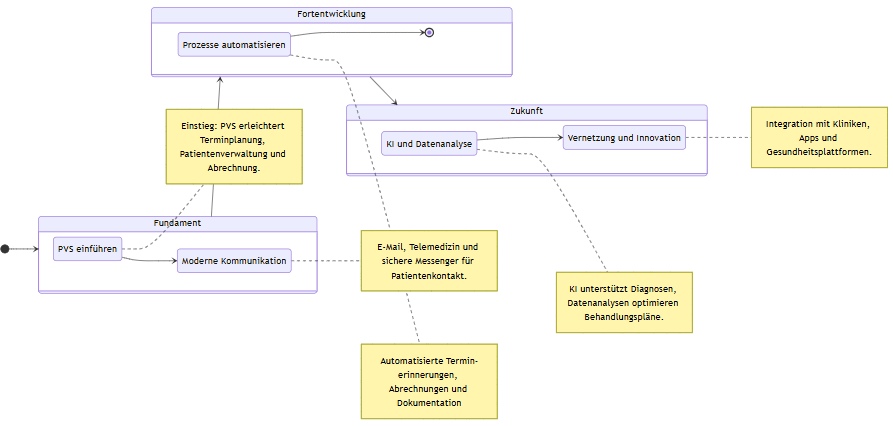 Fortentwicklung
Prozesse automatisieren
Zukunft
KI und Datenanalyse
Vernetzung und Innovation
Integration mit Kliniken,
Apps und
Gesundheitsplattformen.
Einstieg: PVS erleichtert
Terminplanung,
Patientenverwaltung und
Abrechnung.
Fundament
PVS einführen
Moderne Kommunikation
E-Mail, Telemedizin und
sichere Messenger für
Patientenkontakt.
KI unterstützt Diagnosen,
Datenanalysen optimieren
Behandlungspläne.
Automatisierte Termin-
erinnerungen,
Abrechnungen und
Dokumentation